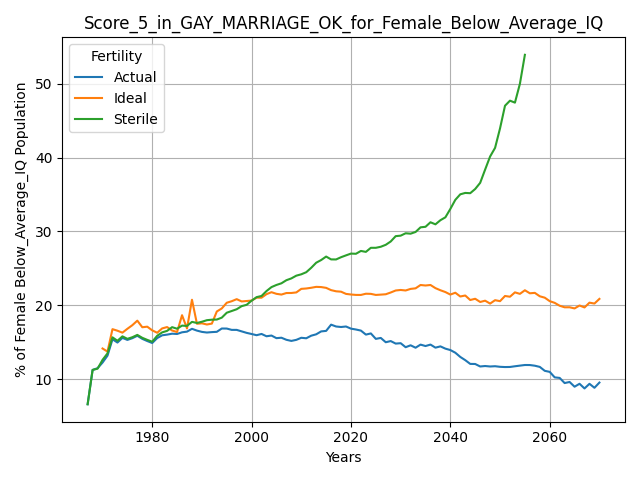 Score_5_in_GAY_MARRIAGE_OK_for_Female_Below_Average_IQ
Fertility
Actual
Ideal
Sterile
% of Female Below_Average_IQ Population
50
40
30
20
10
1980 2000 2020 2040 2060
Years